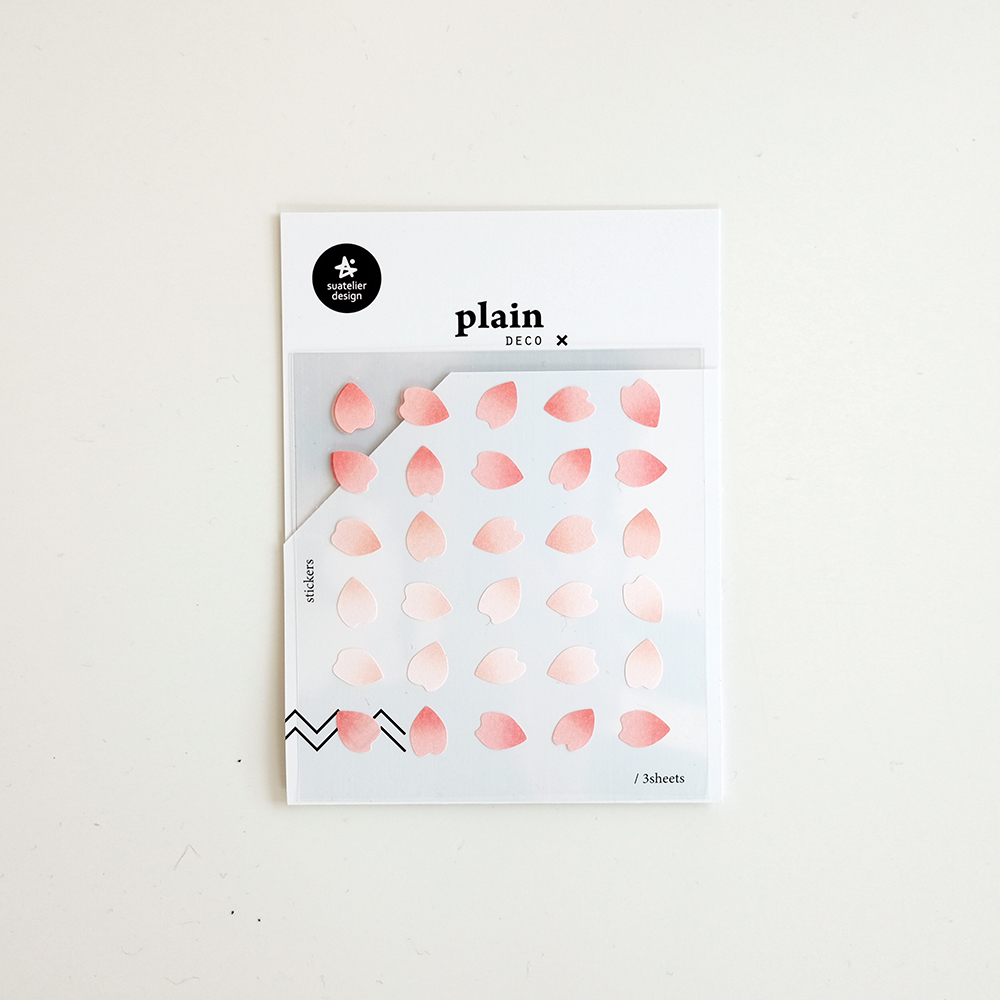 suatelier
design
plain
DECO ×
stickers
/ 3sheets